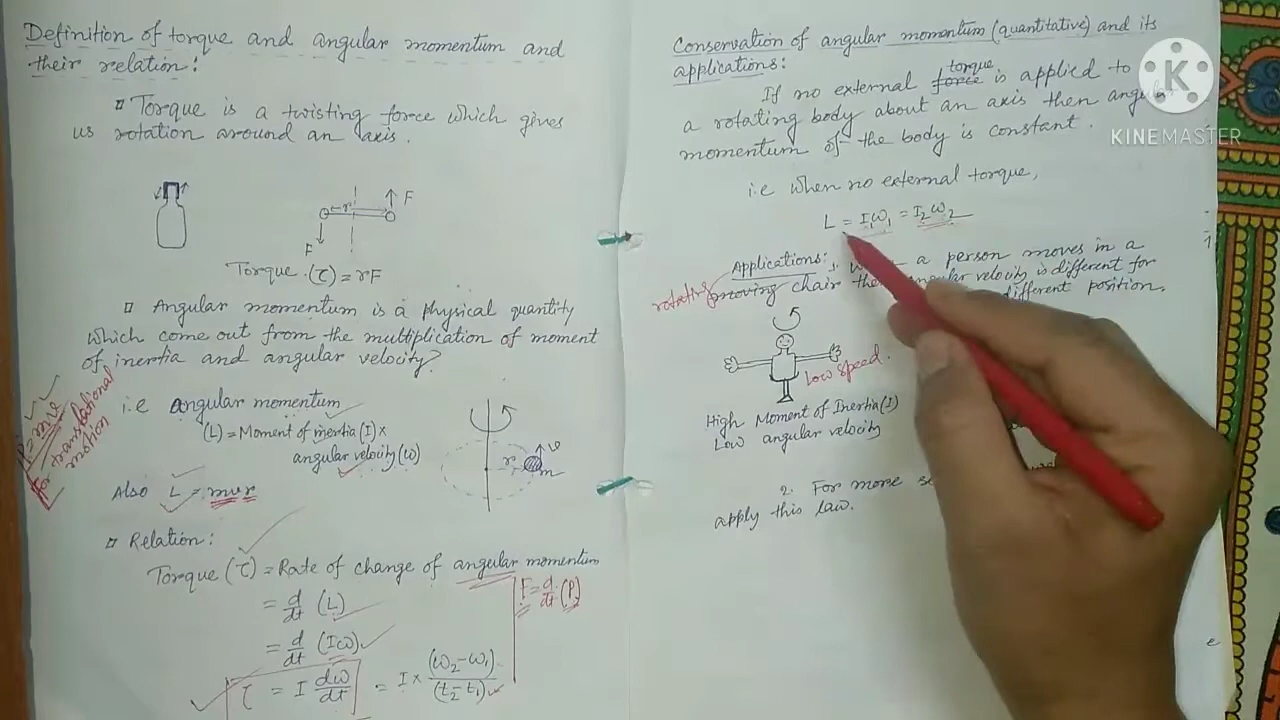 Definition of torque and angular momentum and
their relation:
Torque is a twisting force which gives
us rotation around an axis.
r
F
F
Torque (τ) = rF
Angular momentum is a physical quantity
which come out from the multiplication of moment
of inertia and angular velocity?
i.e angular momentum
(L) = Moment of inertia (I) ×
angular velocity (ω)
Also L = mvr
P = mv
for translational
motion
r
v
m
Relation:
Torque (τ) = Rate of change of angular momentum
= d/dt (L)
= d/dt (Iω)
τ = I dω/dt = I × (ω2-ω1)/(t2-t1)
F = d/dt (P)
Conservation of angular momentum (quantitative) and its
applications:
If no external force torque is applied to
a rotating body about an axis then angular
momentum of the body is constant.
i.e when no external torque,
L = I1ω1 = I2ω2
Applications: 1. a person moves in a
rotating moving chair velocity is different for
different position.
Low speed.
High Moment of Inertia (I)
Low angular velocity
2. For more
apply this law.
K
KINEMASTER